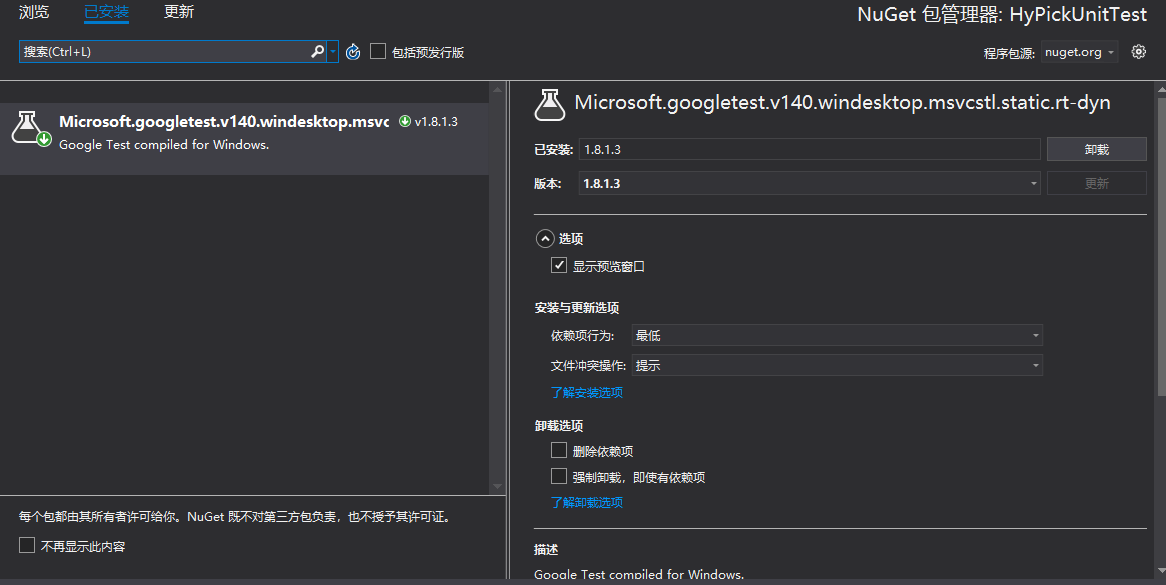 浏览 已安装 更新
NuGet 包管理器: HyPickUnitTest
搜索(Ctrl+L) 包括预发行版
程序包源: nuget.org
Microsoft.googletest.v140.windesktop.msvc v1.8.1.3
Google Test compiled for Windows.
每个包都由其所有者许可给你。NuGet 既不对第三方包负责，也不授予其许可证。
不再显示此内容
Microsoft.googletest.v140.windesktop.msvcstl.static.rt-dyn
已安装: 1.8.1.3 卸载
版本: 1.8.1.3 更新
选项
显示预览窗口
安装与更新选项
依赖项行为: 最低
文件冲突操作: 提示
了解安装选项
卸载选项
删除依赖项
强制卸载，即使有依赖项
了解卸载选项
描述
Google Test compiled for Windows.